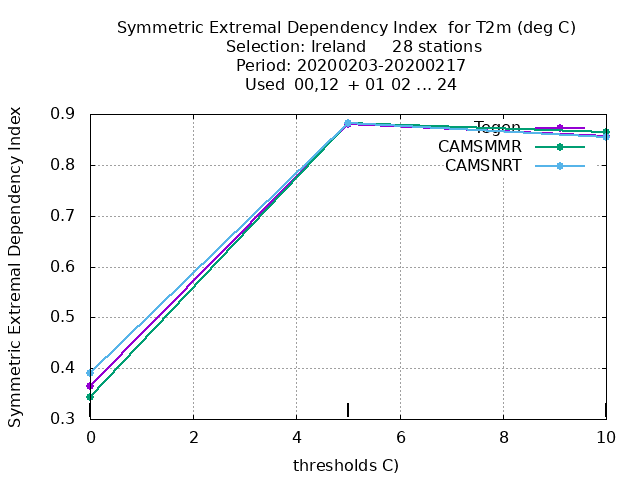 Symmetric Extremal Dependency Index  for T2m (deg C)
Selection: Ireland     28 stations
Period: 20200203-20200217
Used  00,12  + 01 02 ... 24
Symmetric Extremal Dependency Index
0.9
0.8
0.7
0.6
0.5
0.4
0.3
Tegen
CAMSMMR
CAMSNRT
0 2 4 6 8 10
thresholds C)